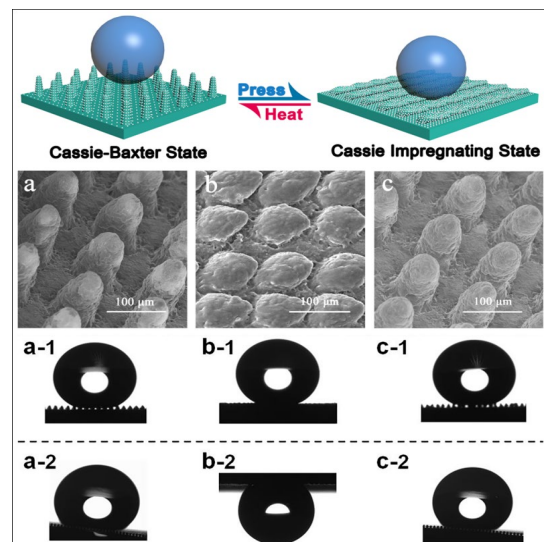 Press
Heat
Cassie-Baxter State
Cassie Impregnating State
a
b
c
100 μm
100 μm
100 μm
a-1
b-1
c-1
a-2
b-2
c-2